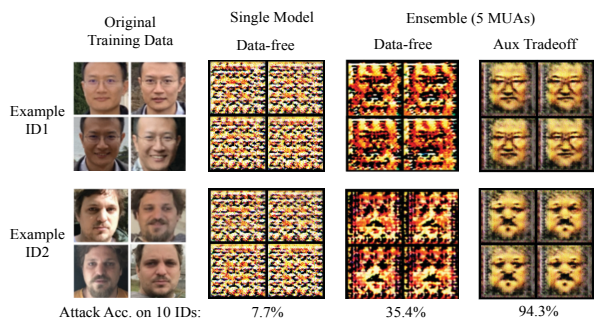 Original
Training Data
Single Model
Data-free
Ensemble (5 MUAs)
Data-free
Aux Tradeoff
Example
ID1
Example
ID2
Attack Acc. on 10 IDs:
7.7%
35.4%
94.3%